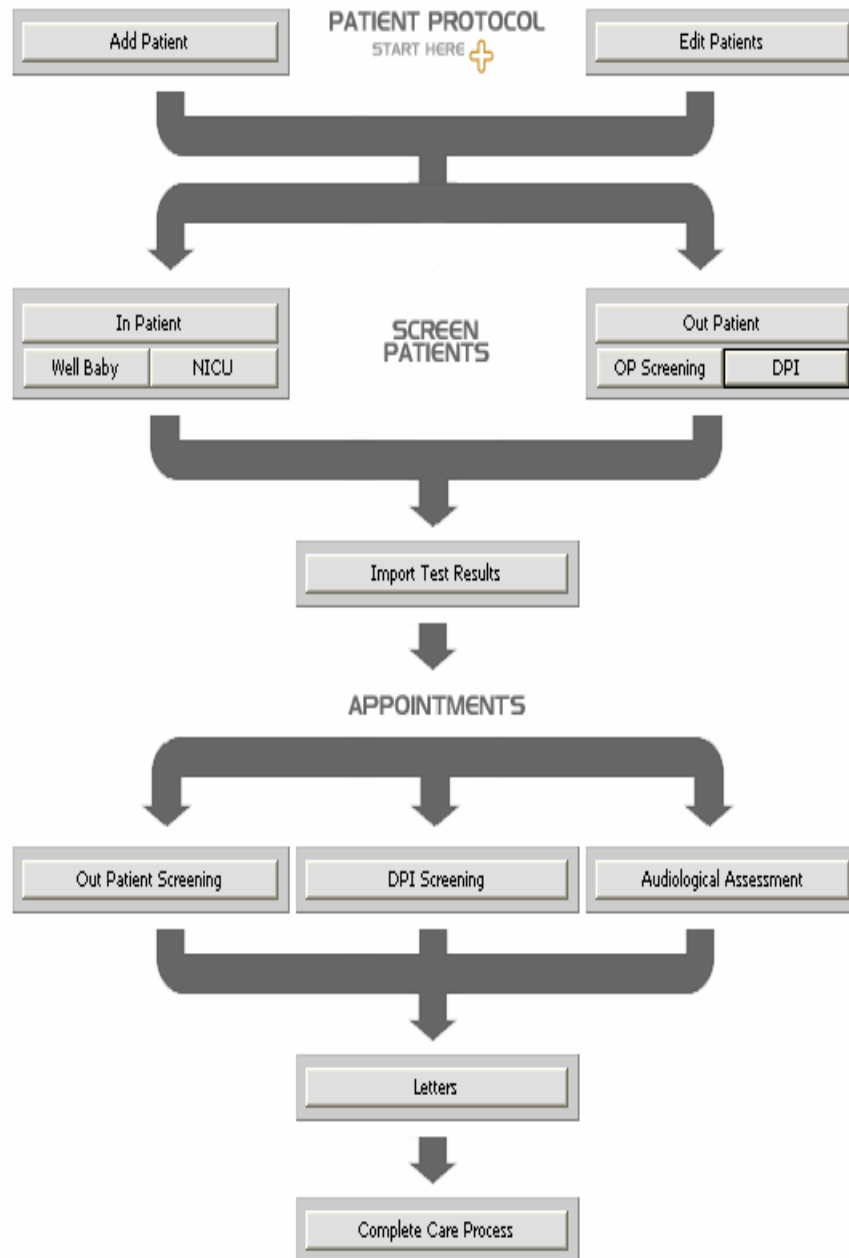 Add Patient
PATIENT PROTOCOL
START HERE
Edit Patients
In Patient
Well Baby
NICU
SCREEN
PATIENTS
Out Patient
OP Screening
DPI
Import Test Results
APPOINTMENTS
Out Patient Screening
DPI Screening
Audiological Assessment
Letters
Complete Care Process